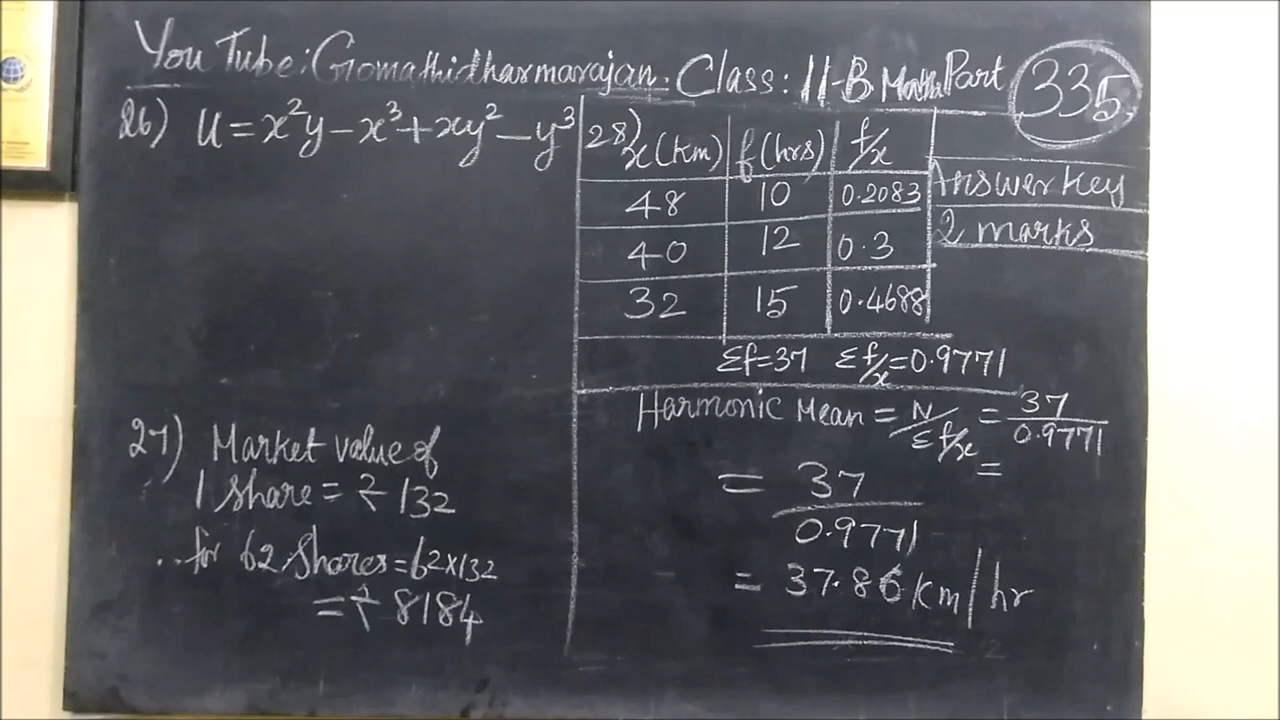 YouTube: Gomathidharmarajan. Class: 11-B Math Part 335.
26) u = x²y – x³ + xy² – y³
27) Market value of
1 share = ₹ 132
∴ for 62 shares = 62×132
= ₹ 8184
28) x (km) f (hrs) f/x
48 10 0.2083
40 12 0.3
32 15 0.4688
Σf=37 Σf/x=0.9771
Answer Key
2 marks
Harmonic Mean = N/Σf/x = 37/0.9771
=
= 37/0.9771
= 37.86 km/hr